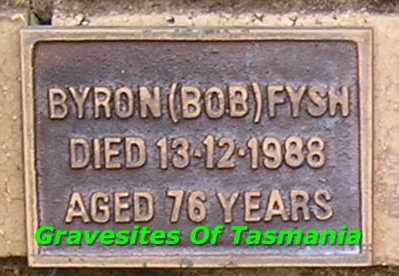 BYRON (BOB) FYSH
DIED 13-12-1988
AGED 76 YEARS
Gravesites Of Tasmania